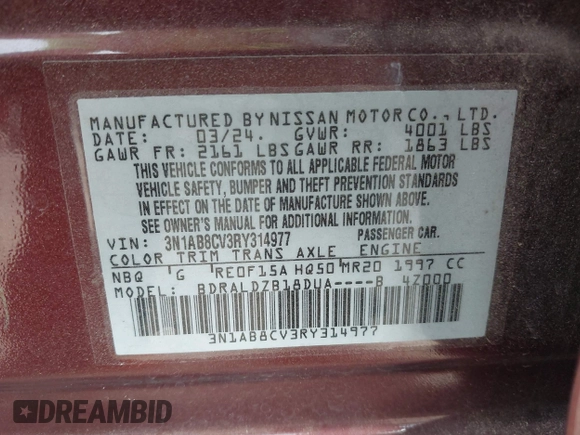 MANUFACTURED BY NISSAN MOTOR CO., LTD.
DATE: 03/24. GVWR: 4001 LBS
GAWR FR: 2161 LBS GAWR RR: 1863 LBS
THIS VEHICLE CONFORMS TO ALL APPLICABLE FEDERAL MOTOR
VEHICLE SAFETY, BUMPER AND THEFT PREVENTION STANDARDS
IN EFFECT ON THE DATE OF MANUFACTURE SHOWN ABOVE.
SEE OWNER'S MANUAL FOR ADDITIONAL INFORMATION.
VIN: 3N1AB8CV3RY314977 PASSENGER CAR.
COLOR TRIM TRANS AXLE ENGINE
NBQ G RE0F15A HQ50 MR20 1997 CC
MODEL: BDRALDZB18DUA----B 4Z000
3N1AB8CV3RY314977
DREAMBID